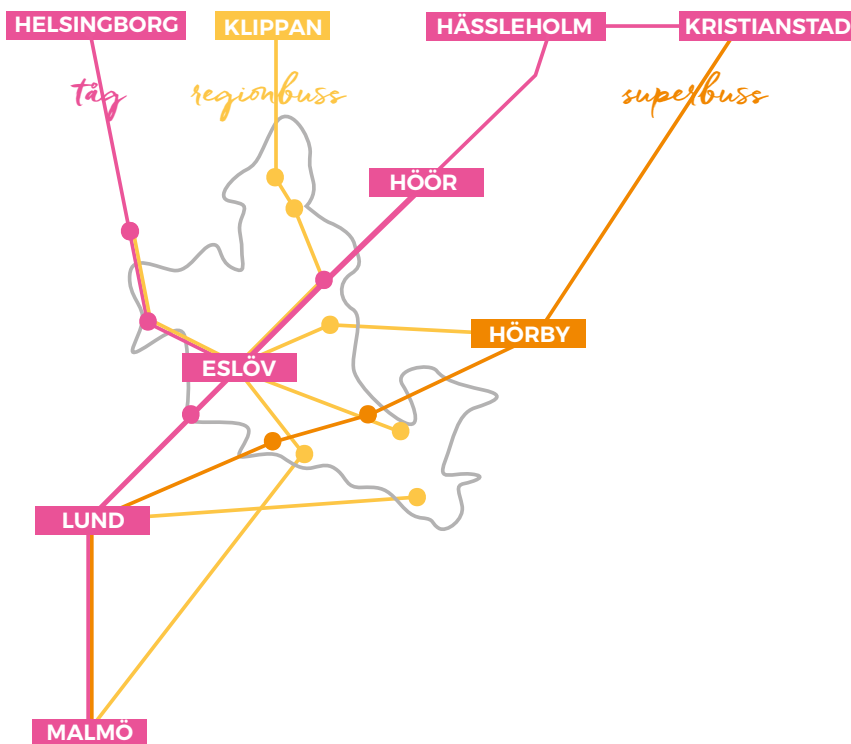 HELSINGBORG
KLIPPAN
HÄSSLEHOLM
KRISTIANSTAD
tåg
regionbuss
superbuss
HÖÖR
HÖRBY
ESLÖV
LUND
MALMÖ